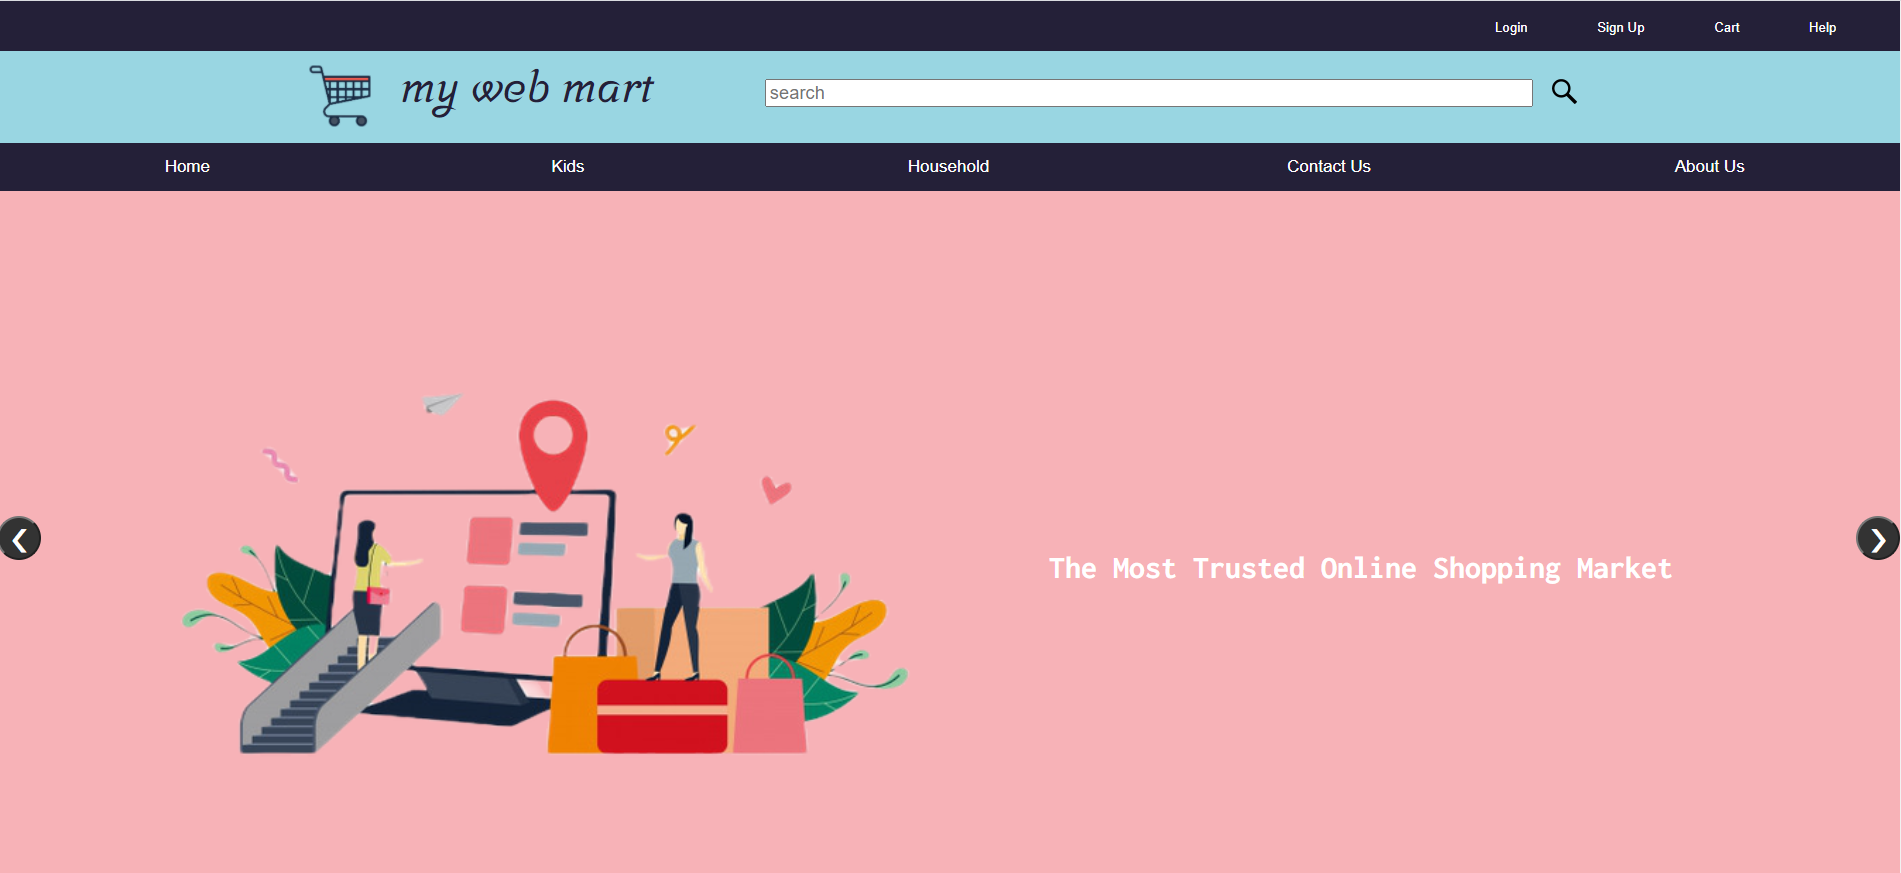 Login Sign Up Cart Help
my web mart search
Home Kids Household Contact Us About Us
The Most Trusted Online Shopping Market